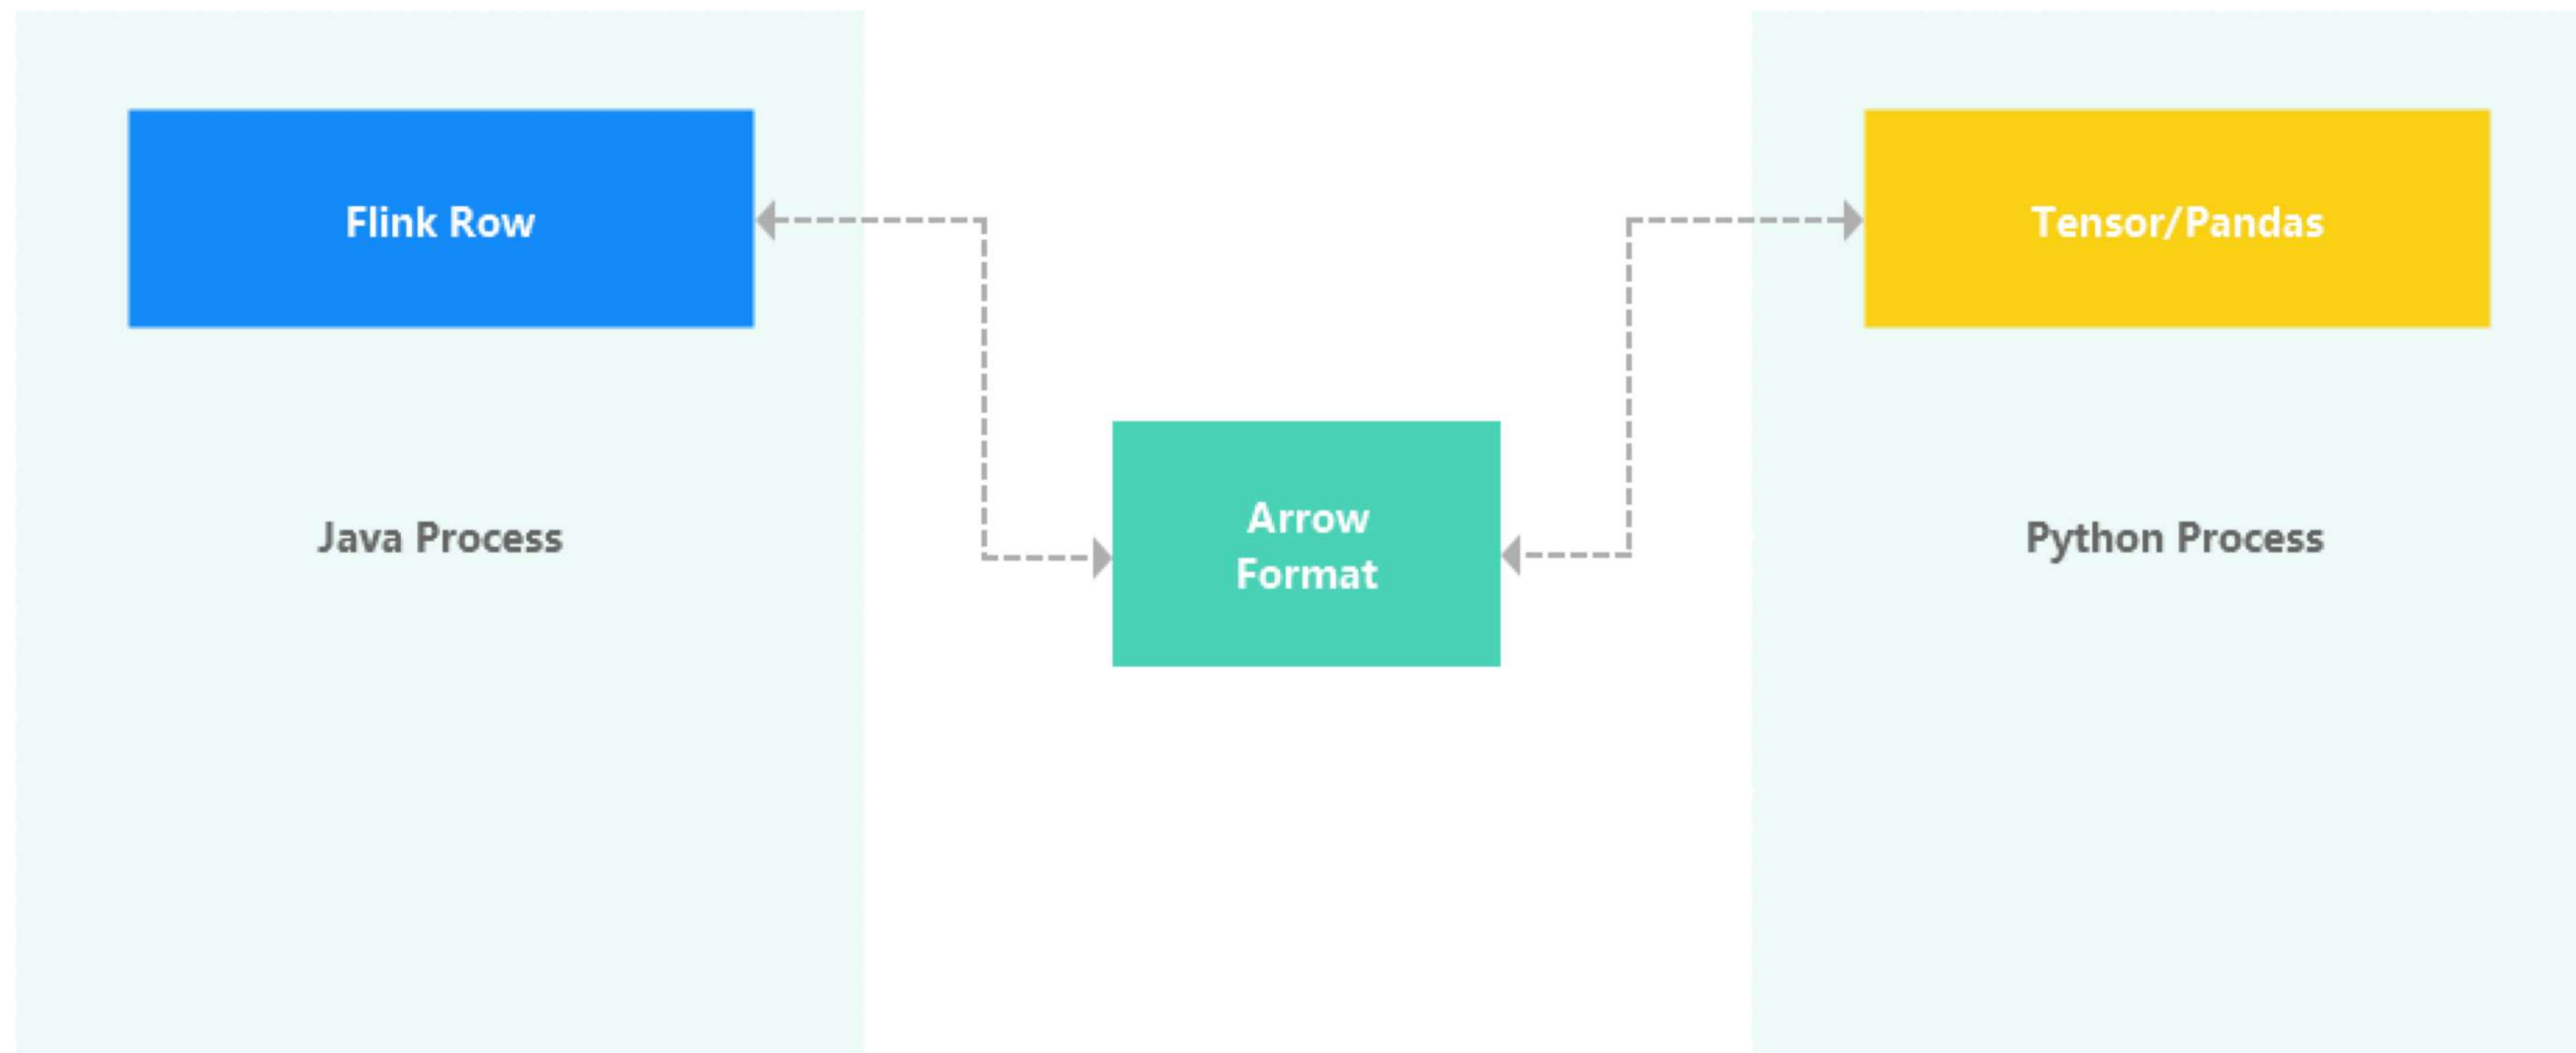 Flink Row
Tensor/Pandas
Arrow
Format
Java Process
Python Process